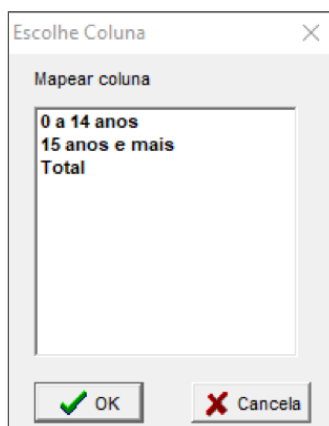 Escolhe Coluna
Mapear coluna
0 a 14 anos
15 anos e mais
Total
OK
Cancela